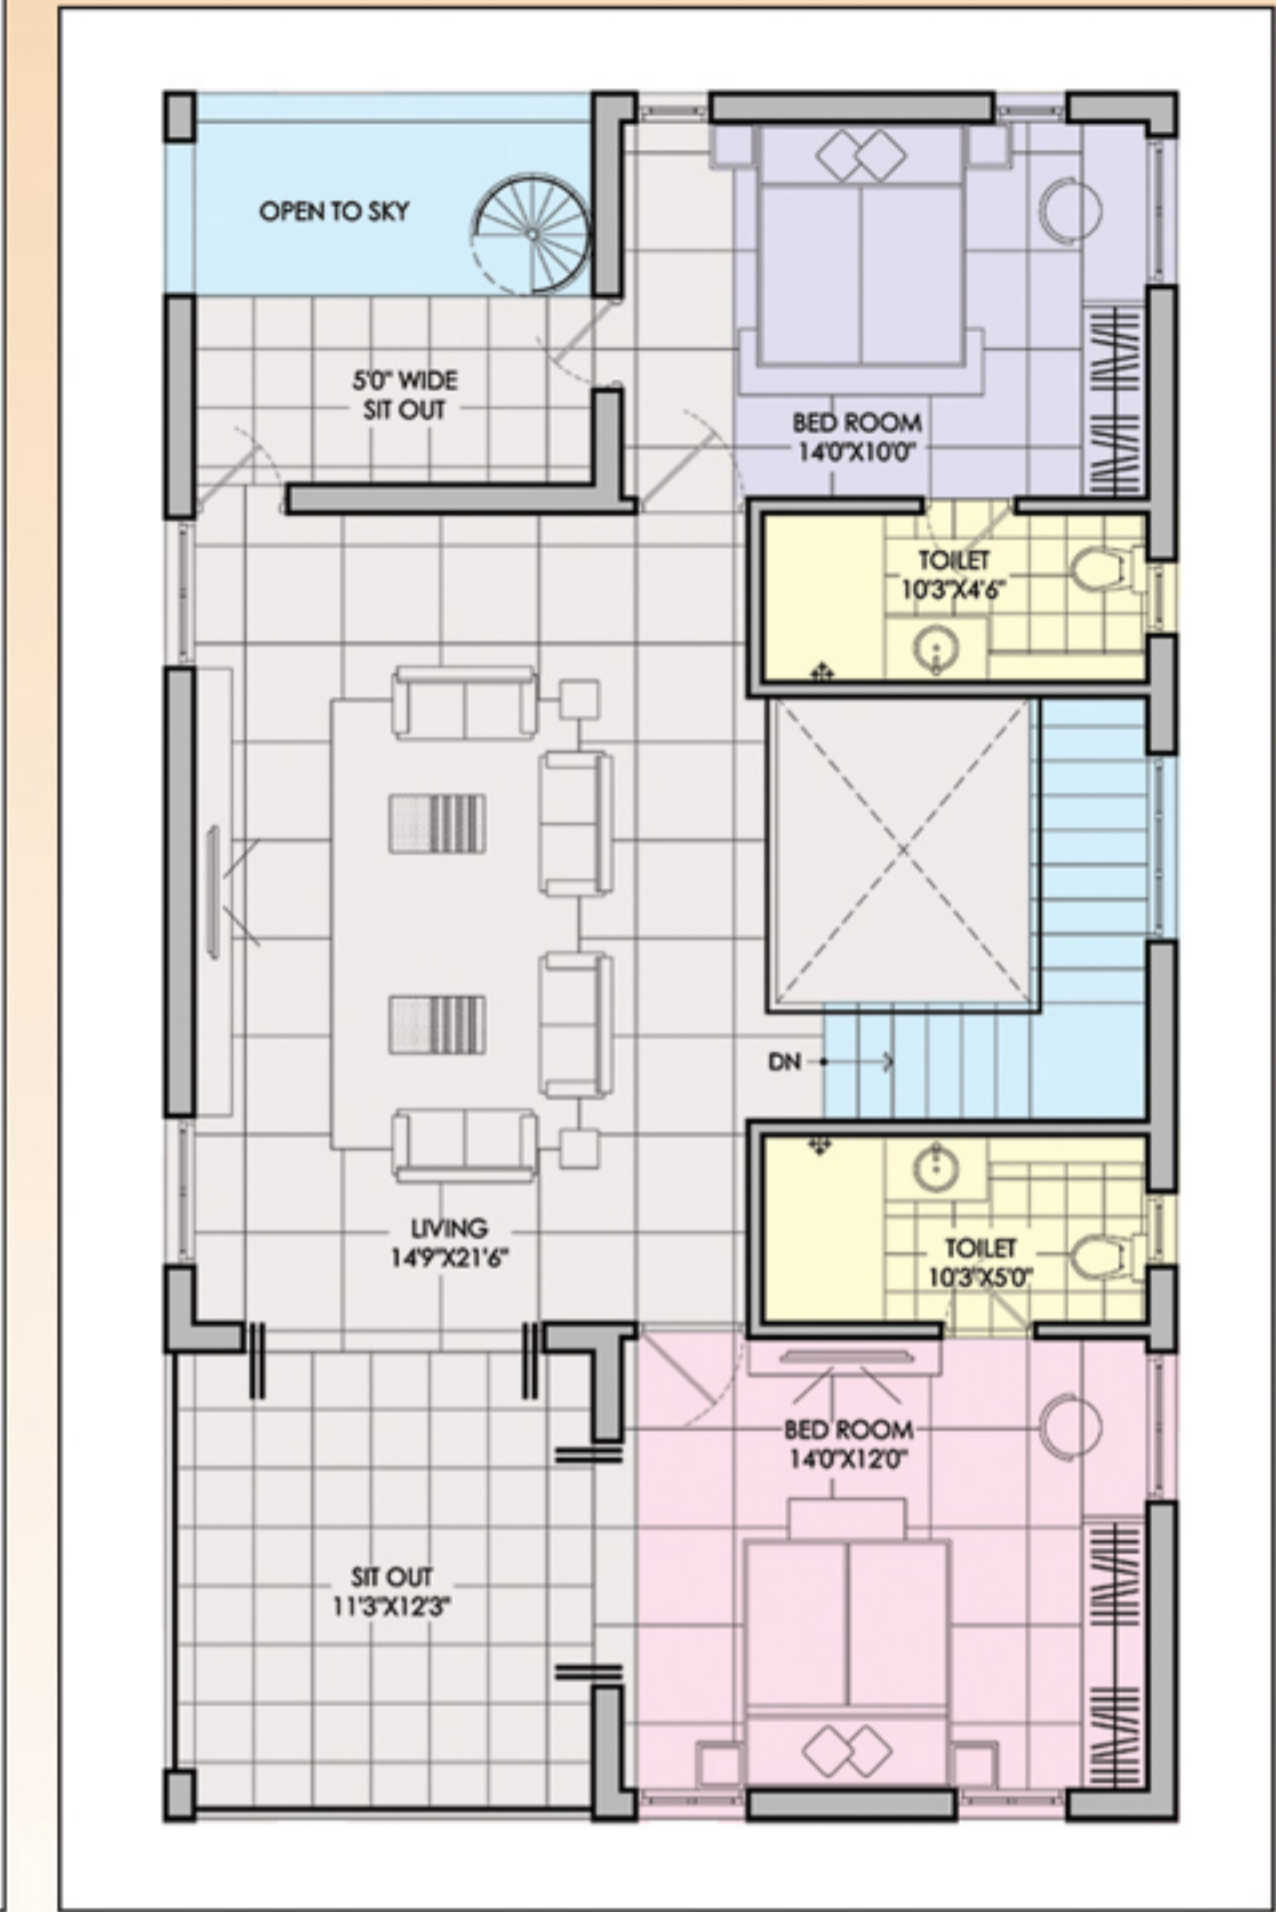 OPEN TO SKY
5'0" WIDE
SIT OUT
BED ROOM
14'0"X10'0"
TOILET
10'3"X4'6"
DN
LIVING
14'9"X21'6"
TOILET
10'3"X5'0"
BED ROOM
14'0"X12'0"
SIT OUT
11'3"X12'3"